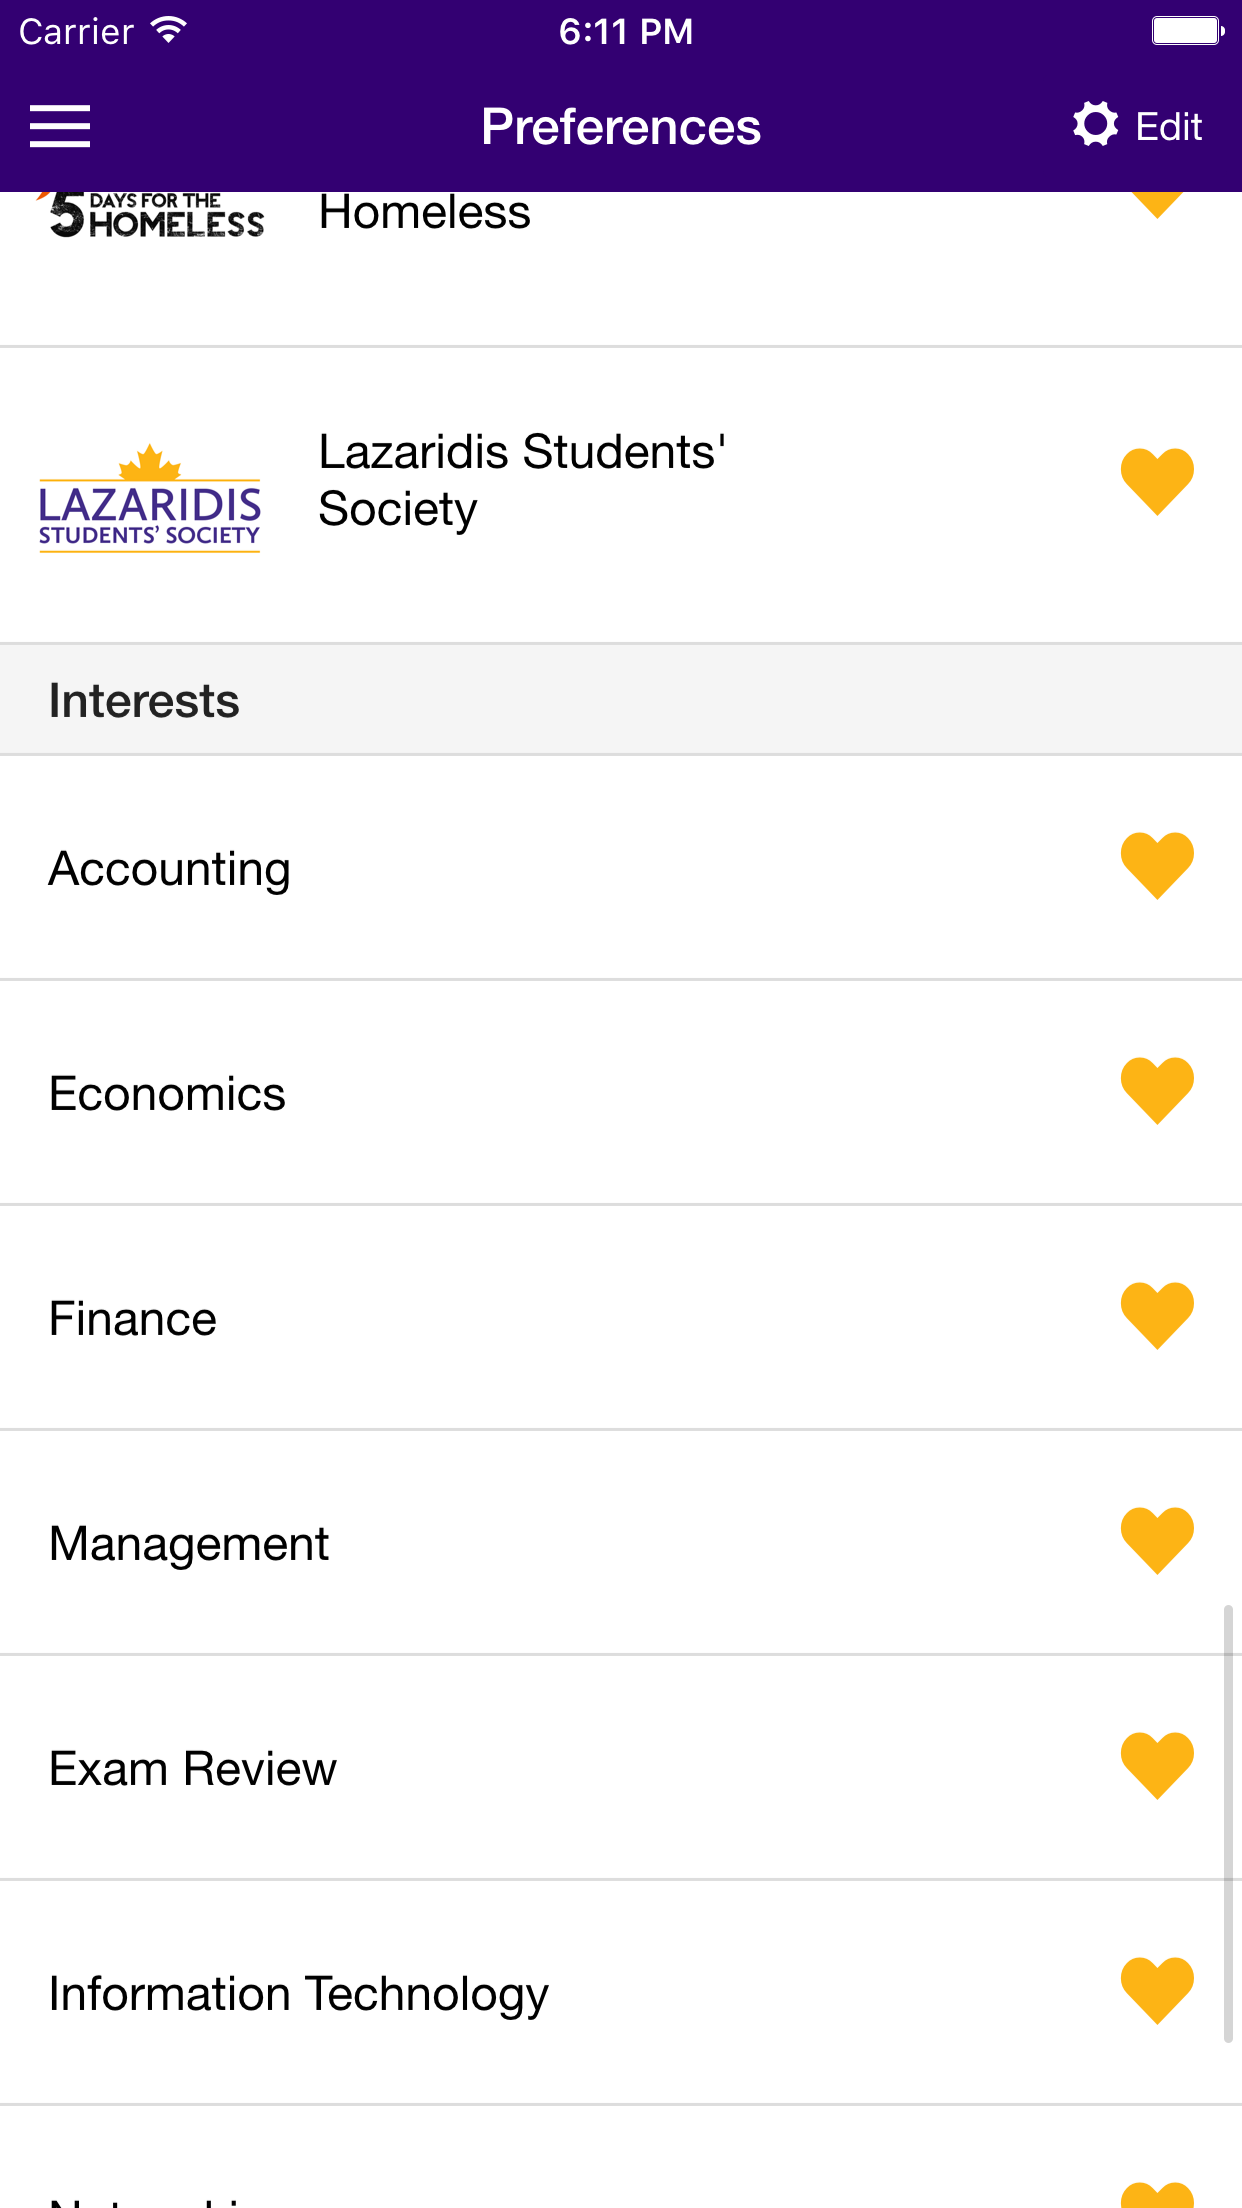 Carrier 6:11 PM
Preferences Edit
5 DAYS FOR THE
HOMELESS
Homeless
LAZARIDIS
STUDENTS’ SOCIETY
Lazaridis Students'
Society
Interests
Accounting
Economics
Finance
Management
Exam Review
Information Technology